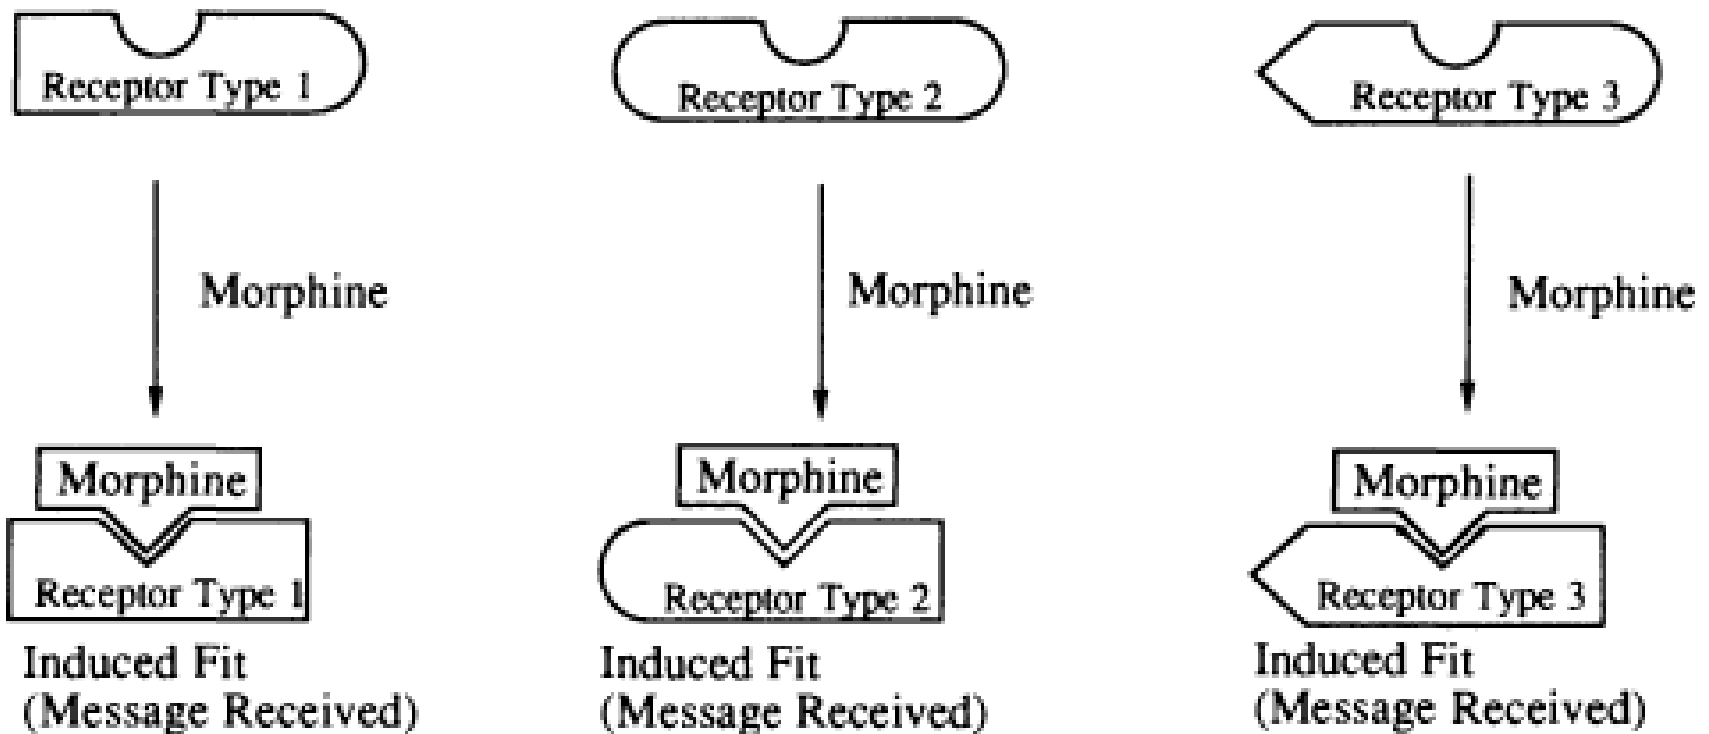 Receptor Type 1
Receptor Type 2
Receptor Type 3
Morphine
Morphine
Morphine
Morphine
Morphine
Morphine
Receptor Type 1
Receptor Type 2
Receptor Type 3
Induced Fit
(Message Received)
Induced Fit
(Message Received)
Induced Fit
(Message Received)